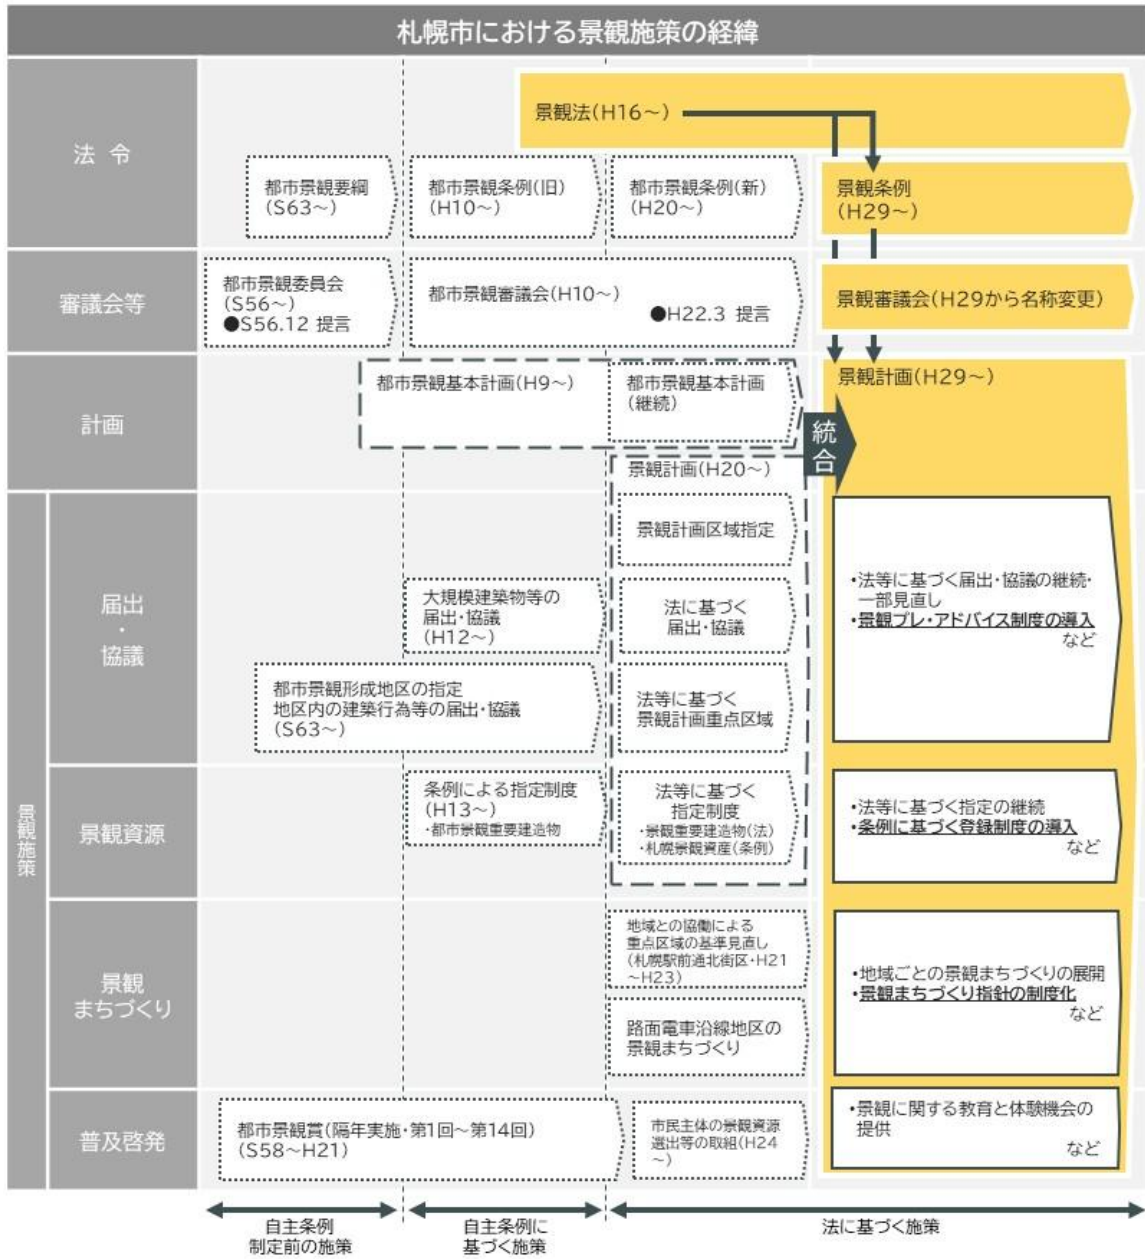 札幌市における景観施策の経緯
法 令
景観法(H16～)
都市景観要綱
(S63～)
都市景観条例(旧)
(H10～)
都市景観条例(新)
(H20～)
景観条例
(H29～)
審議会等
都市景観委員会
(S56～)
●S56.12 提言
都市景観審議会(H10～)
●H22.3 提言
景観審議会(H29から名称変更)
計画
都市景観基本計画(H9～)
都市景観基本計画
(継続)
統合
景観計画(H29～)
景観計画(H20～)
景観施策
届出
・
協議
景観計画区域指定
大規模建築物等の
届出・協議
(H12～)
法に基づく
届出・協議
都市景観形成地区の指定
地区内の建築行為等の届出・協議
(S63～)
法等に基づく
景観計画重点区域
・法等に基づく届出・協議の継続・
一部見直し
・景観プレ・アドバイス制度の導入
など
景観資源
条例による指定制度
(H13～)
・都市景観重要建造物
法等に基づく
指定制度
・景観重要建造物(法)
・札幌景観資産(条例)
・法等に基づく指定の継続
・条例に基づく登録制度の導入
など
景観
まちづくり
地域との協働による
重点区域の基準見直し
(札幌駅前通北街区・H21
～H23)
路面電車沿線地区の
景観まちづくり
・地域ごとの景観まちづくりの展開
・景観まちづくり指針の制度化
など
普及啓発
都市景観賞(隔年実施・第1回～第14回)
(S58～H21)
市民主体の景観資源
選出等の取組(H24
～)
・景観に関する教育と体験機会の
提供
など
自主条例
制定前の施策
自主条例に
基づく施策
法に基づく施策